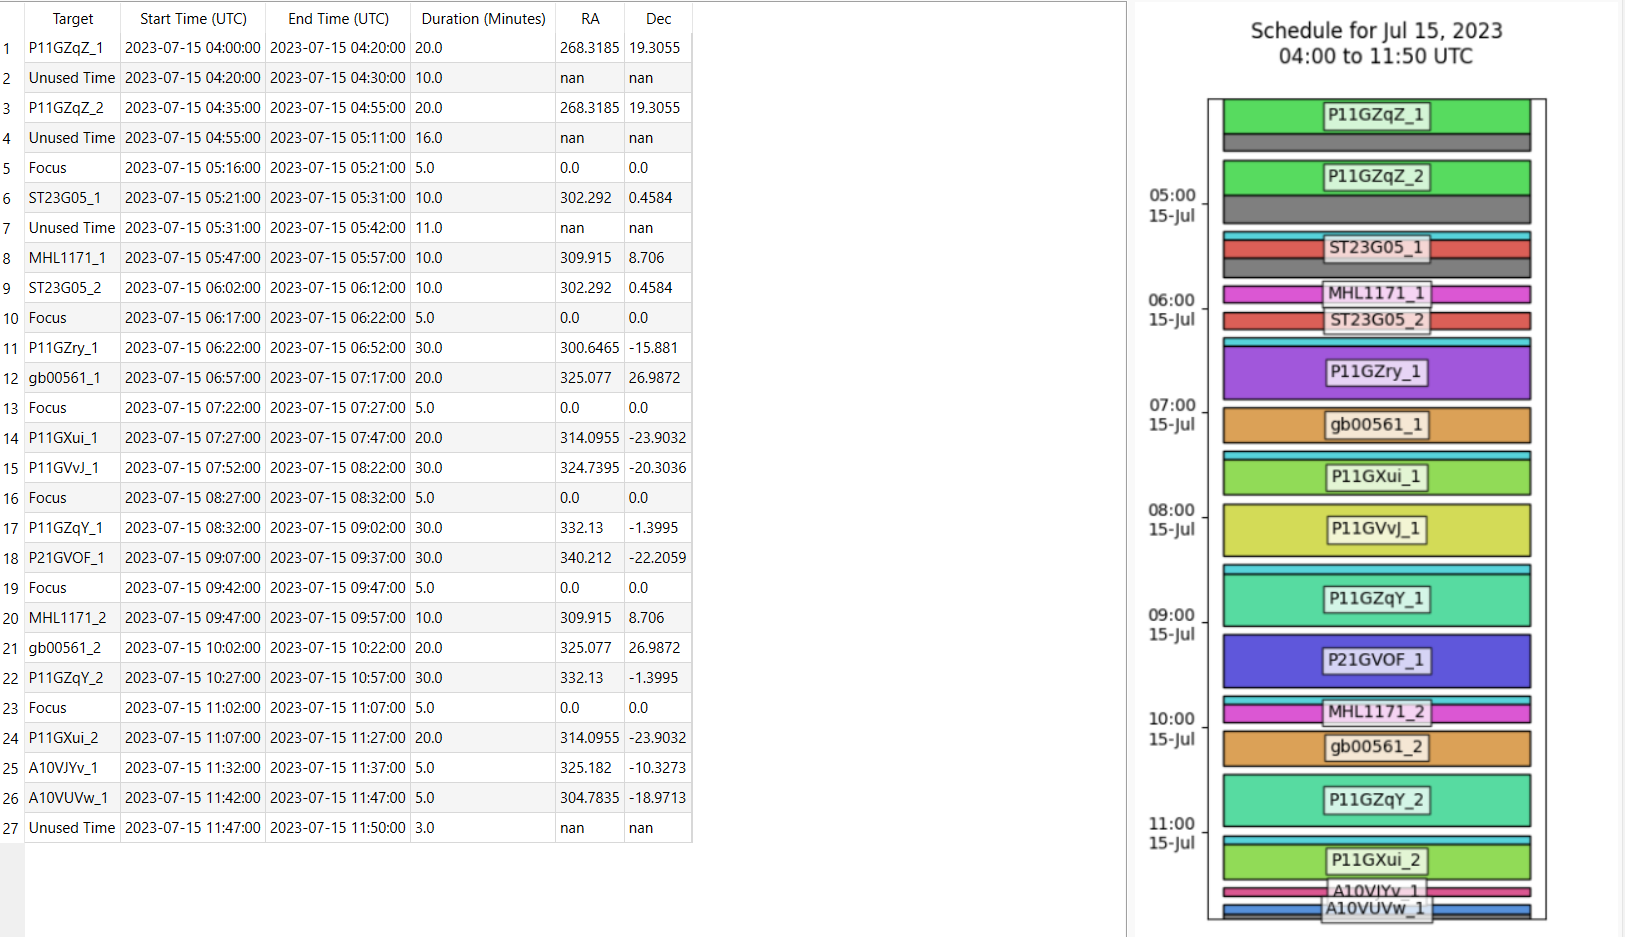 Target Start Time (UTC) End Time (UTC) Duration (Minutes) RA Dec
1 P11GZqZ_1 2023-07-15 04:00:00 2023-07-15 04:20:00 20.0 268.3185 19.3055
2 Unused Time 2023-07-15 04:20:00 2023-07-15 04:30:00 10.0 nan nan
3 P11GZqZ_2 2023-07-15 04:35:00 2023-07-15 04:55:00 20.0 268.3185 19.3055
4 Unused Time 2023-07-15 04:55:00 2023-07-15 05:11:00 16.0 nan nan
5 Focus 2023-07-15 05:16:00 2023-07-15 05:21:00 5.0 0.0 0.0
6 ST23G05_1 2023-07-15 05:21:00 2023-07-15 05:31:00 10.0 302.292 0.4584
7 Unused Time 2023-07-15 05:31:00 2023-07-15 05:42:00 11.0 nan nan
8 MHL1171_1 2023-07-15 05:47:00 2023-07-15 05:57:00 10.0 309.915 8.706
9 ST23G05_2 2023-07-15 06:02:00 2023-07-15 06:12:00 10.0 302.292 0.4584
10 Focus 2023-07-15 06:17:00 2023-07-15 06:22:00 5.0 0.0 0.0
11 P11GZry_1 2023-07-15 06:22:00 2023-07-15 06:52:00 30.0 300.6465 -15.881
12 gb00561_1 2023-07-15 06:57:00 2023-07-15 07:17:00 20.0 325.077 26.9872
13 Focus 2023-07-15 07:22:00 2023-07-15 07:27:00 5.0 0.0 0.0
14 P11GXui_1 2023-07-15 07:27:00 2023-07-15 07:47:00 20.0 314.0955 -23.9032
15 P11GVvJ_1 2023-07-15 07:52:00 2023-07-15 08:22:00 30.0 324.7395 -20.3036
16 Focus 2023-07-15 08:27:00 2023-07-15 08:32:00 5.0 0.0 0.0
17 P11GZqY_1 2023-07-15 08:32:00 2023-07-15 09:02:00 30.0 332.13 -1.3995
18 P21GVOF_1 2023-07-15 09:07:00 2023-07-15 09:37:00 30.0 340.212 -22.2059
19 Focus 2023-07-15 09:42:00 2023-07-15 09:47:00 5.0 0.0 0.0
20 MHL1171_2 2023-07-15 09:47:00 2023-07-15 09:57:00 10.0 309.915 8.706
21 gb00561_2 2023-07-15 10:02:00 2023-07-15 10:22:00 20.0 325.077 26.9872
22 P11GZqY_2 2023-07-15 10:27:00 2023-07-15 10:57:00 30.0 332.13 -1.3995
23 Focus 2023-07-15 11:02:00 2023-07-15 11:07:00 5.0 0.0 0.0
24 P11GXui_2 2023-07-15 11:07:00 2023-07-15 11:27:00 20.0 314.0955 -23.9032
25 A10VJYv_1 2023-07-15 11:32:00 2023-07-15 11:37:00 5.0 325.182 -10.3273
26 A10VUVw_1 2023-07-15 11:42:00 2023-07-15 11:47:00 5.0 304.7835 -18.9713
27 Unused Time 2023-07-15 11:47:00 2023-07-15 11:50:00 3.0 nan nan
Schedule for Jul 15, 2023
04:00 to 11:50 UTC
P11GZqZ_1
P11GZqZ_2
05:00
15-Jul
ST23G05_1
MHL1171_1
06:00
15-Jul
ST23G05_2
P11GZry_1
07:00
15-Jul
gb00561_1
P11GXui_1
08:00
15-Jul
P11GVvJ_1
P11GZqY_1
09:00
15-Jul
P21GVOF_1
MHL1171_2
10:00
15-Jul
gb00561_2
P11GZqY_2
11:00
15-Jul
P11GXui_2
A10VJYv_1
A10VUVw_1